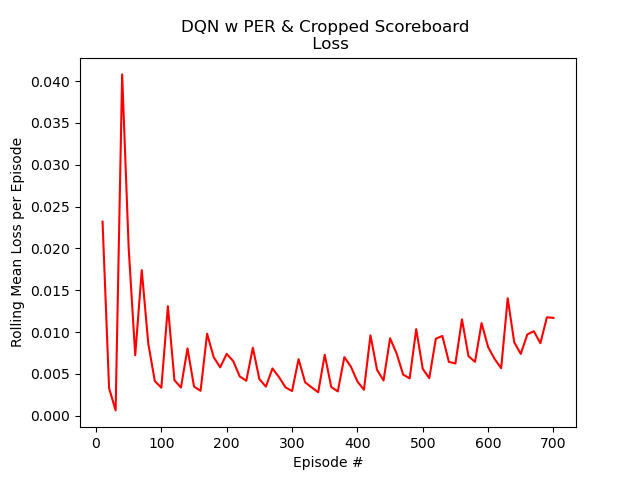 DQN w PER & Cropped Scoreboard
Loss
0.040
0.035
0.030
0.025
0.020
0.015
0.010
0.005
0.000
Rolling Mean Loss per Episode
0 100 200 300 400 500 600 700
Episode #